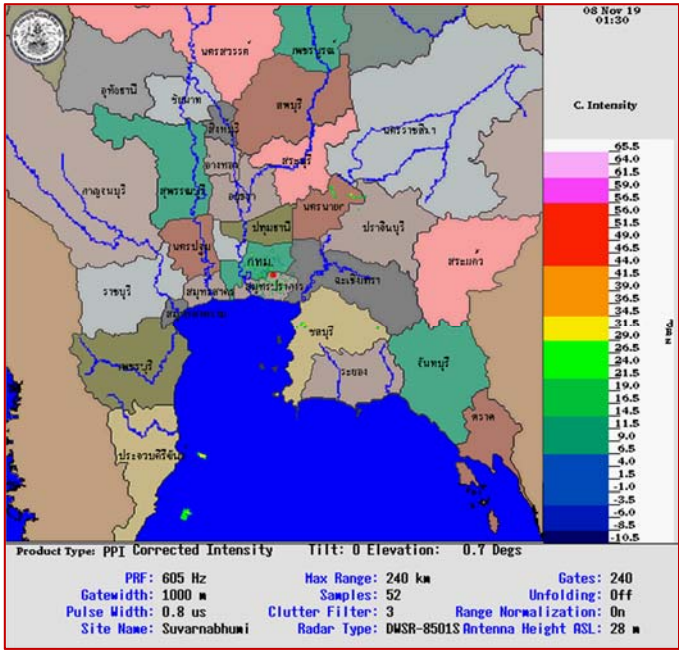 08 Nov 19
01:30
C. Intensity
นครสวรรค์
เพชรบูรณ์
อุทัยธานี
ชัยนาท
ลพบุรี
สิงหบุรี
นครราชสีมา
อ่างทอง
สระบุรี
กาญจนบุรี
สุพรรณบุรี
อยุธยา
นครนายก
ปราจีนบุรี
ปทุมธานี
นครปฐม
กทม.
สระแก้ว
ราชบุรี
สมุทรสาคร
สมุทรปราการ
ฉะเชิงเทรา
ชลบุรี
เพชรบุรี
ระยอง
จันทบุรี
ตราด
ประจวบคีรีขันธ์
65.5
64.0
61.5
59.0
56.5
56.0
51.5
49.0
46.5
44.0
41.5
39.0
36.5
34.5
31.5
29.0
26.5
24.0
21.5
19.0
16.5
14.5
11.5
9.0
6.5
4.0
1.5
-1.0
-3.5
-6.0
-8.5
-10.5
Product Type: PPI Corrected Intensity Tilt: 0 Elevation: 0.7 Degs
PRF: 605 Hz Max Range: 240 km Gates: 240
Gatewidth: 1000 m Samples: 52 Unfolding: Off
Pulse Width: 0.8 us Clutter Filter: 3 Range Normalization: On
Site Name: Suvarnabhumi Radar Type: DWSR-8501S Antenna Height ASL: 28 m